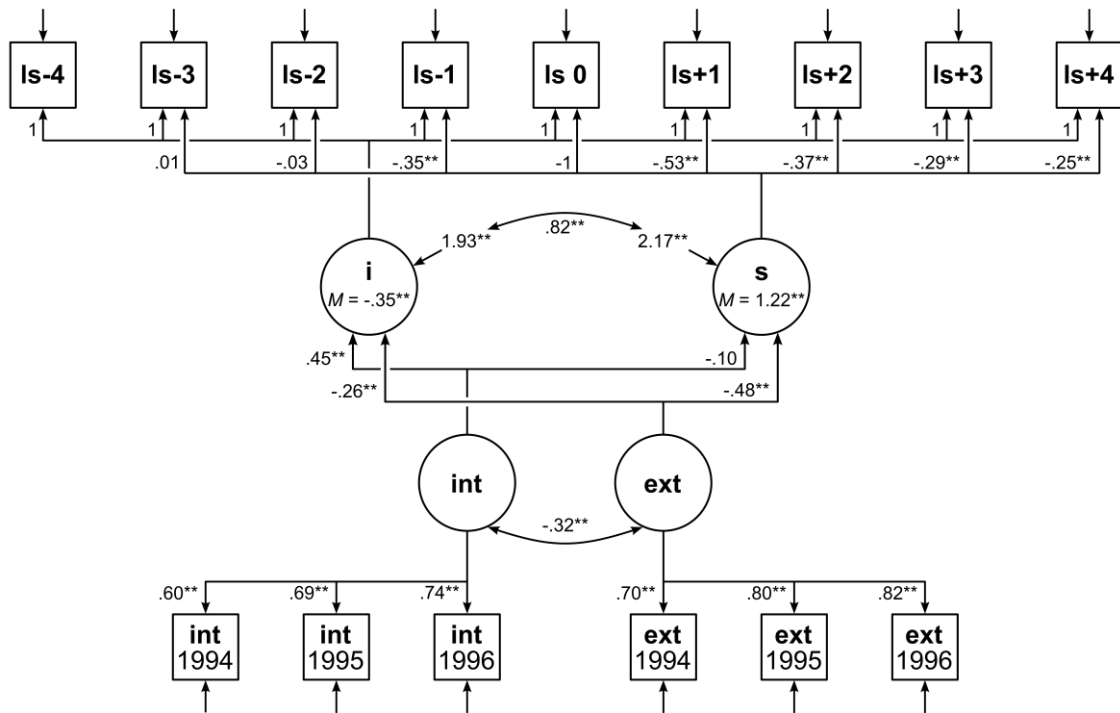 ls-4 ls-3 ls-2 ls-1 ls 0 ls+1 ls+2 ls+3 ls+4
1 1 1 1 1 1 1 1 1
.01 -.03 -.35** -1 -.53** -.37** -.29** -.25**
.82**
1.93** 2.17**
i s
M = -.35** M = 1.22**
.45** -.10
-.26** -.48**
int ext
-.32**
.60** .69** .74** .70** .80** .82**
int int int ext ext ext
1994 1995 1996 1994 1995 1996